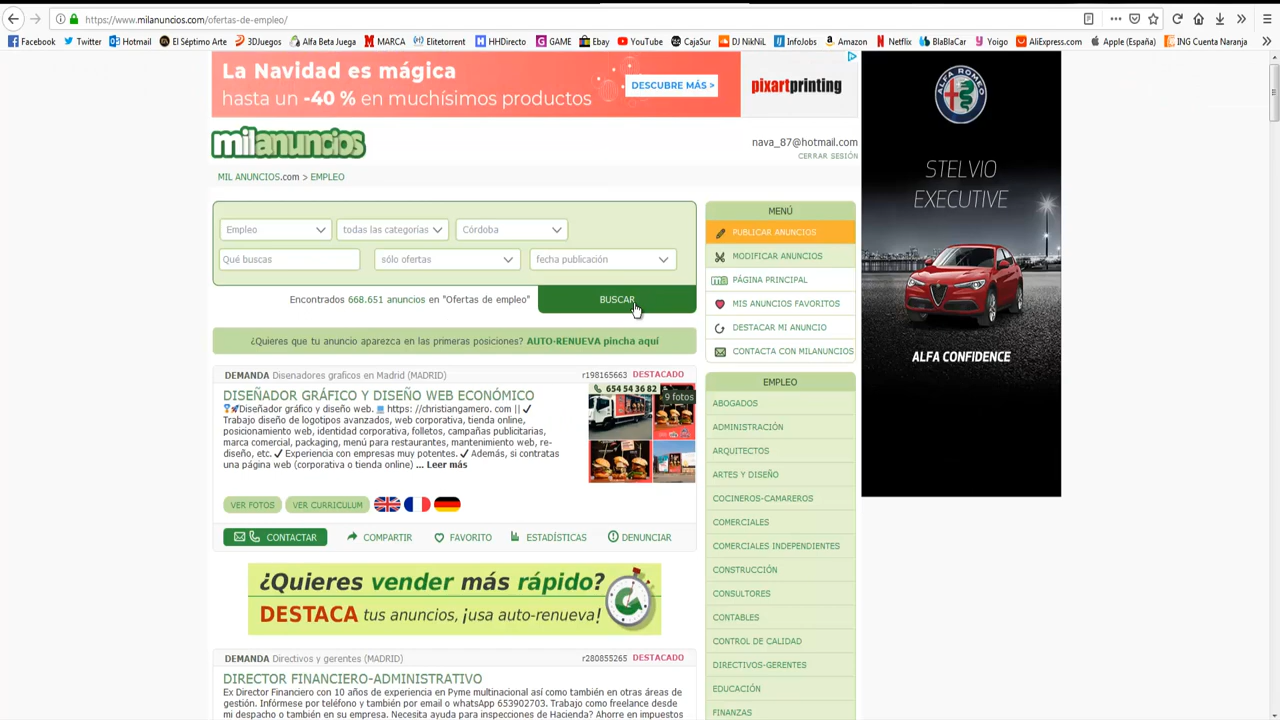 https://www.milanuncios.com/ofertas-de-empleo/
Facebook Twitter Hotmail El Séptimo Arte 3DJuegos Alfa Beta Juega MARCA Elitetorrent HHDirecto GAME Ebay YouTube CajaSur DJ NikNiL InfoJobs Amazon Netflix BlaBlaCar Yoigo AliExpress.com Apple (España) ING Cuenta Naranja
La Navidad es mágica
hasta un -40 % en muchísimos productos
DESCUBRE MÁS >
pixartprinting
milanuncios
nava_87@hotmail.com
CERRAR SESIÓN
MIL ANUNCIOS.com > EMPLEO
Empleo todas las categorías Córdoba
Qué buscas sólo ofertas fecha publicación
Encontrados 668.651 anuncios en "Ofertas de empleo"
BUSCAR
¿Quieres que tu anuncio aparezca en las primeras posiciones? AUTO-RENUEVA pincha aquí
DEMANDA Disenadores graficos en Madrid (MADRID) r198165663 DESTACADO
DISEÑADOR GRÁFICO Y DISEÑO WEB ECONÓMICO
Diseñador gráfico y diseño web. https: //christiangamero. com || ✓
Trabajo diseño de logotipos avanzados, web corporativa, tienda online,
posicionamiento web, identidad corporativa, folletos, campañas publicitarias,
marca comercial, packaging, menú para restaurantes, mantenimiento web, re-
diseño, etc. ✓ Experiencia con empresas muy potentes. ✓ Además, si contratas
una página web (corporativa o tienda online) ... Leer más
654 54 36 82
9 fotos
VER FOTOS VER CURRICULUM
CONTACTAR COMPARTIR FAVORITO ESTADÍSTICAS DENUNCIAR
¿Quieres vender más rápido?
DESTACA tus anuncios, ¡usa auto-renueva!
DEMANDA Directivos y gerentes (MADRID) r280855265 DESTACADO
DIRECTOR FINANCIERO-ADMINISTRATIVO
Ex Director Financiero con 10 años de experiencia en Pyme multinacional así como también en otras áreas de
gestión. Infórmese por teléfono y también por email o whatsApp 653902703. Trabajo como freelance desde
mi despacho o también en su empresa. Necesita ayuda para inspecciones de Hacienda? Ahorre en impuestos
MENÚ
PUBLICAR ANUNCIOS
MODIFICAR ANUNCIOS
PÁGINA PRINCIPAL
MIS ANUNCIOS FAVORITOS
DESTACAR MI ANUNCIO
CONTACTA CON MILANUNCIOS
EMPLEO
ABOGADOS
ADMINISTRACIÓN
ARQUITECTOS
ARTES Y DISEÑO
COCINEROS-CAMAREROS
COMERCIALES
COMERCIALES INDEPENDIENTES
CONSTRUCCIÓN
CONSULTORES
CONTABLES
CONTROL DE CALIDAD
DIRECTIVOS-GERENTES
EDUCACIÓN
FINANZAS
STELVIO
EXECUTIVE
ALFA CONFIDENCE